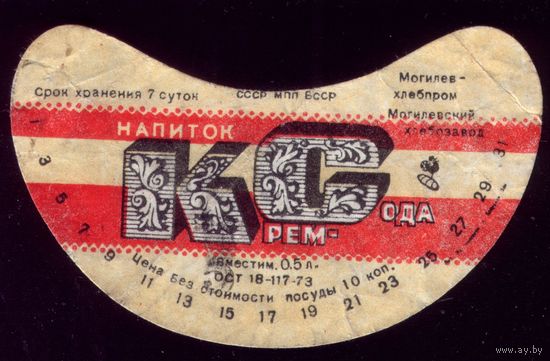 Срок хранения 7 суток
СССР МПП БССР
Могилев-
хлебпром
Могилевский
хлебозавод
НАПИТОК
КРЕМ-
СОДА
Вместим. 0.5 л.
ОСТ 18-117-73
Цена без стоимости посуды 10 коп.
1 3 5 7 9 11 13 15 17 19 21 23 25 27 29 31
www.ay.by